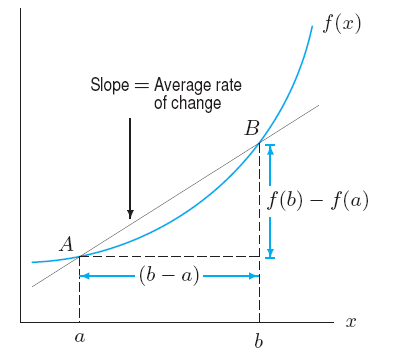 f(x)
Slope = Average rate
of change
B
f(b) − f(a)
A
(b − a)
x
a
b